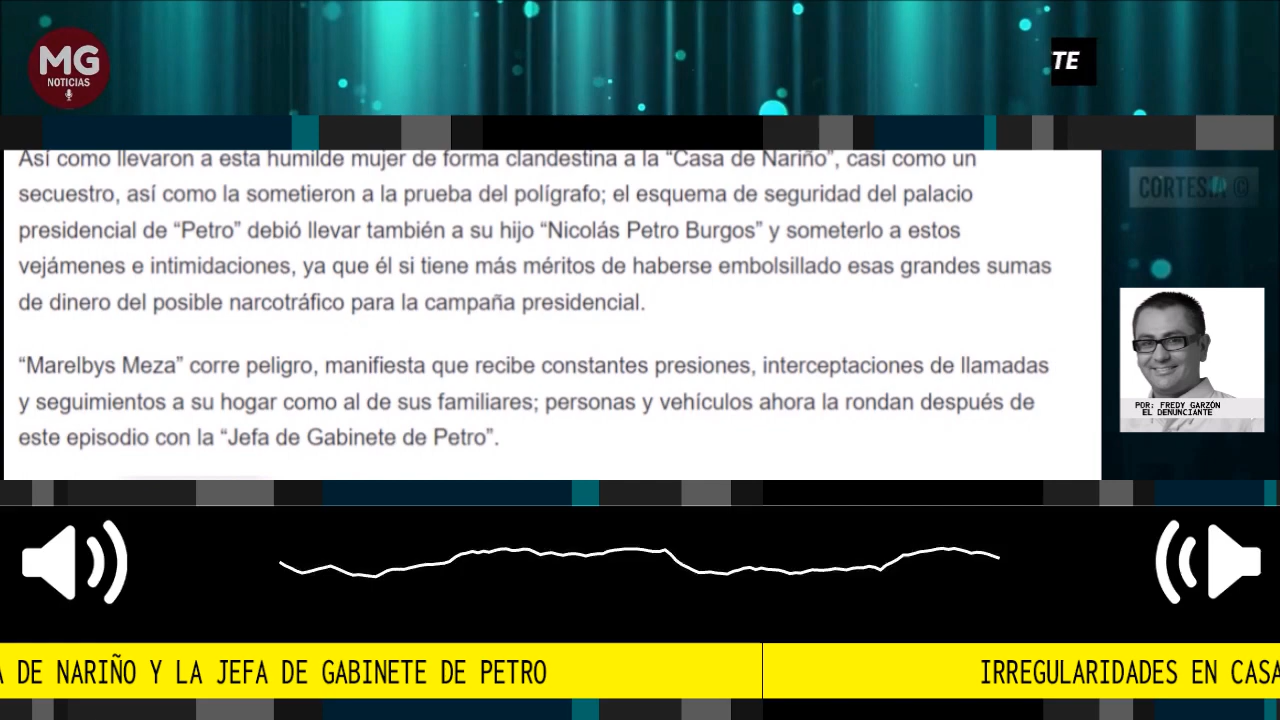 MG
NOTICIAS
TE
Así como llevaron a esta humilde mujer de forma clandestina a la “Casa de Nariño”, casi como un
secuestro, así como la sometieron a la prueba del polígrafo; el esquema de seguridad del palacio
presidencial de “Petro” debió llevar también a su hijo “Nicolás Petro Burgos” y someterlo a estos
vejámenes e intimidaciones, ya que él si tiene más méritos de haberse embolsillado esas grandes sumas
de dinero del posible narcotráfico para la campaña presidencial.
“Marelbys Meza” corre peligro, manifiesta que recibe constantes presiones, interceptaciones de llamadas
y seguimientos a su hogar como al de sus familiares; personas y vehículos ahora la rondan después de
este episodio con la “Jefa de Gabinete de Petro”.
CORTESIA ©
POR: FREDY GARZÓN
EL DENUNCIANTE
A DE NARIÑO Y LA JEFA DE GABINETE DE PETRO
IRREGULARIDADES EN CASA